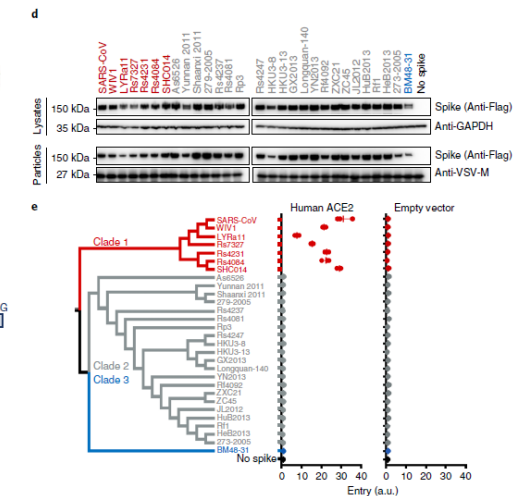 d
SARS-CoV
WIV1
LYRa11
Rs7327
Rs4231
Rs4084
SHC014
As6526
Yunnan 2011
Shaanxi 2011
279-2005
Rs4237
Rs4081
Rp3
Rs4247
HKU3-8
HKU3-13
GX2013
Longquan-140
YN2013
Rf4092
ZXC21
ZC45
JL2012
HuB2013
Rf1
HeB2013
273-2005
BM48-31
No spike
Lysates
150 kDa
Spike (Anti-Flag)
35 kDa
Anti-GAPDH
Particles
150 kDa
Spike (Anti-Flag)
27 kDa
Anti-VSV-M
e
Human ACE2
Empty vector
Clade 1
SARS-CoV
WIV1
LYRa11
Rs7327
Rs4231
Rs4084
SHC014
As6526
Yunnan 2011
Shaanxi 2011
279-2005
Rs4237
Rs4081
Rp3
Rs4247
HKU3-8
HKU3-13
GX2013
Longquan-140
G
Clade 2
Clade 3
YN2013
Rf4092
ZXC21
ZC45
JL2012
HuB2013
Rf1
HeB2013
273-2005
BM48-31
No spike
0 10 20 30 40
0 10 20 30 40
Entry (a.u.)